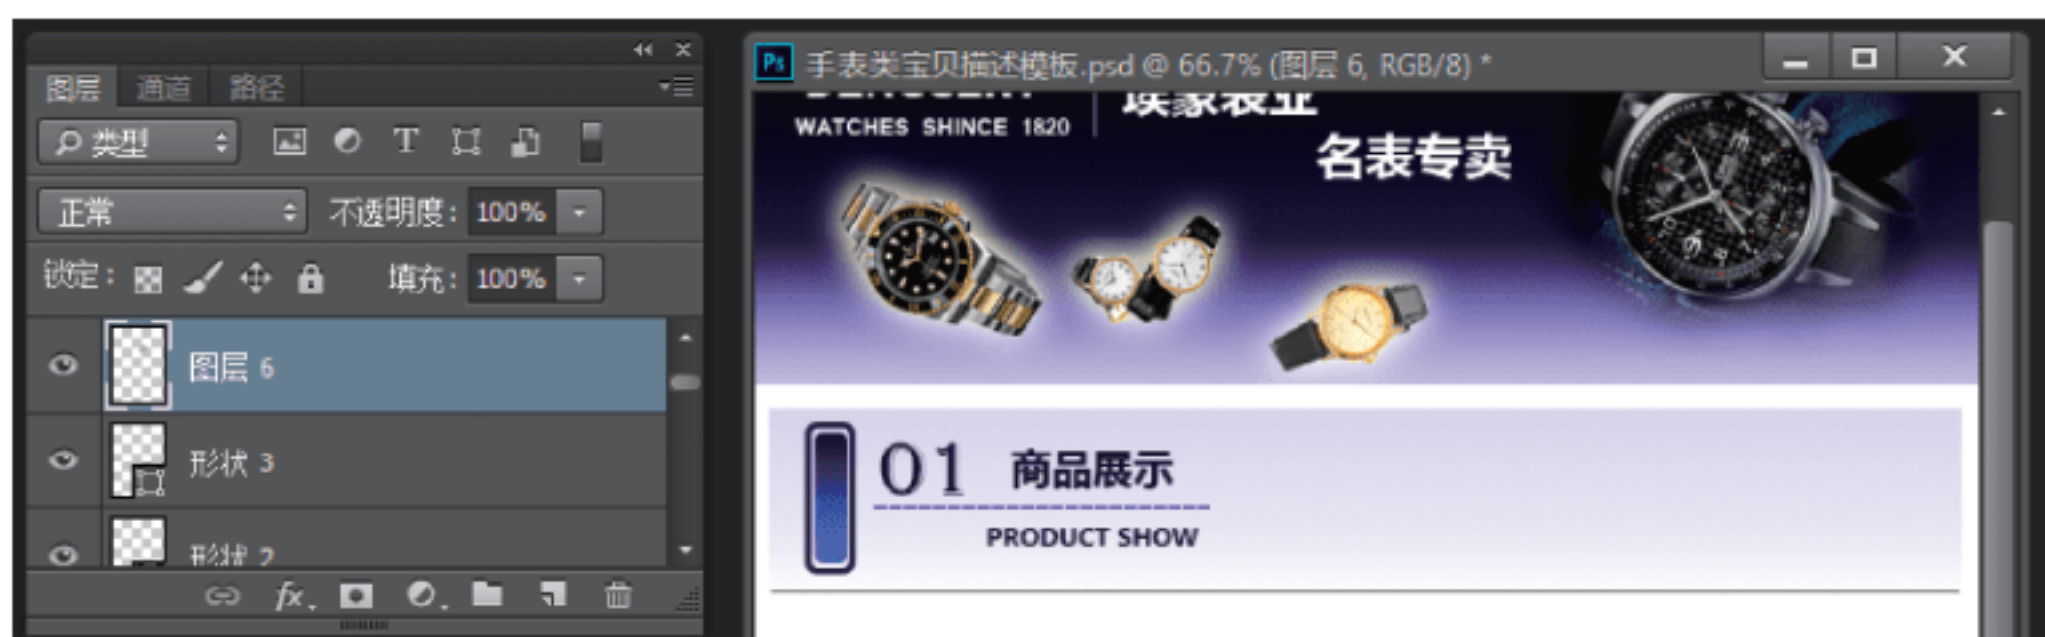 图层 通道 路径
类型
正常 不透明度: 100%
锁定: 填充: 100%
图层 6
形状 3
形状 2
fx
Ps 手表类宝贝描述模板.psd @ 66.7% (图层 6, RGB/8) *
WATCHES SHINCE 1820
名表专卖
01 商品展示
PRODUCT SHOW